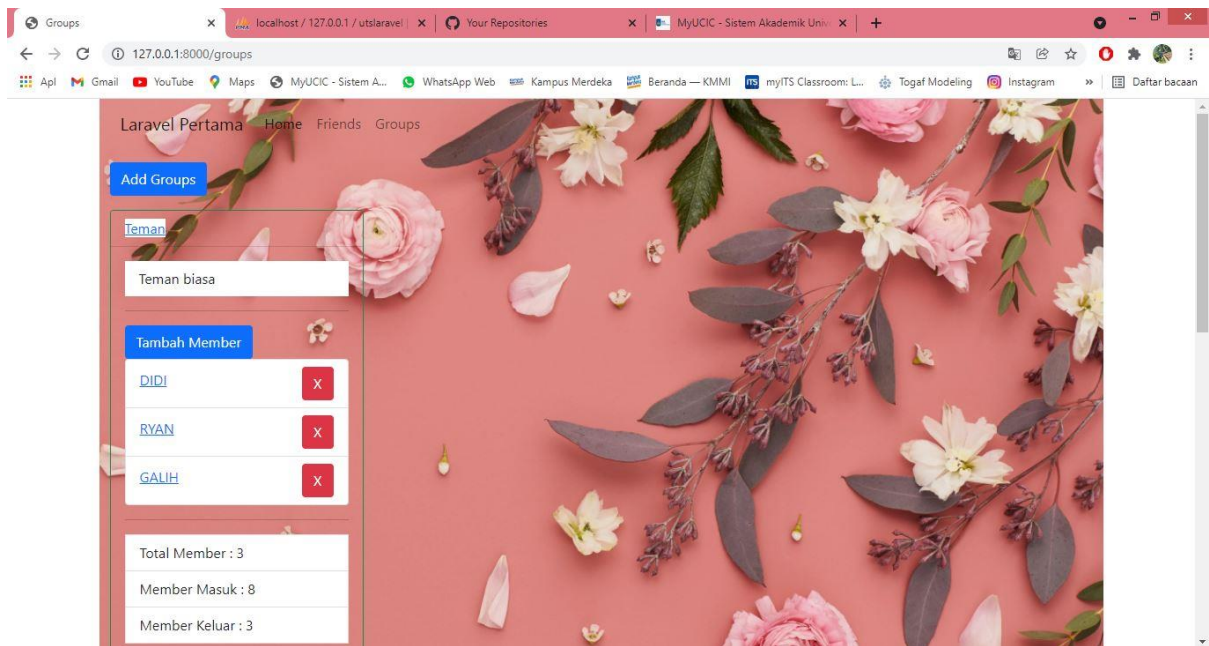 Groups
localhost / 127.0.0.1 / utslaravel |
Your Repositories
MyUCIC - Sistem Akademik Univ
127.0.0.1:8000/groups
Apl Gmail YouTube Maps MyUCIC - Sistem A... WhatsApp Web Kampus Merdeka Beranda — KMMI ITS myITS Classroom: L... Togaf Modeling Instagram » Daftar bacaan
Laravel Pertama Home Friends Groups
Add Groups
Teman
Teman biasa
Tambah Member
DIDI X
RYAN X
GALIH X
Total Member : 3
Member Masuk : 8
Member Keluar : 3